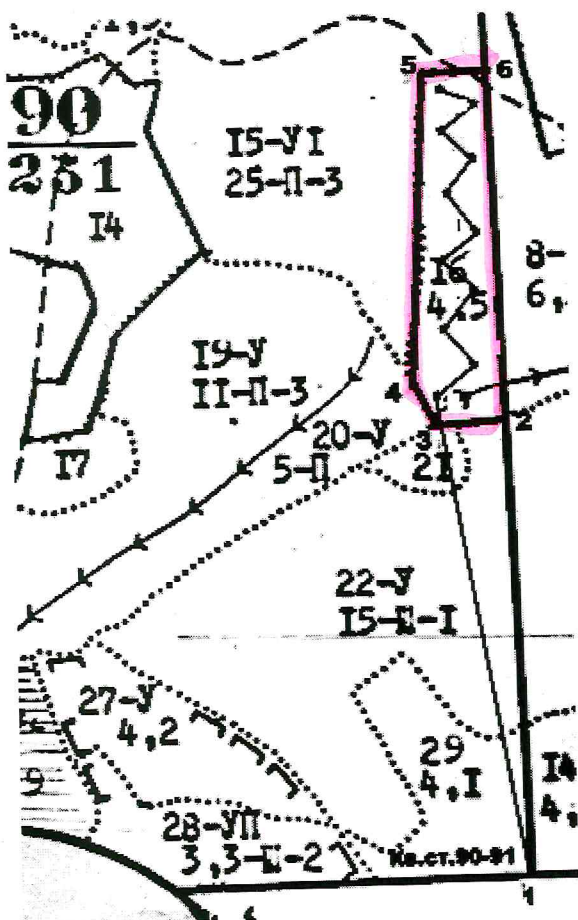 90
231
14
I5-УI
25-П-3
5
6
I6
4,5
8-
6,
I9-У
II-П-3
4
2
3
20-У
5-П
2I
I7
22-У
I5-Е-I
27-У
4,2
29
4,I
I4
4,
9
28-УП
3,3-Е-2
Кв.ст.90-91
1